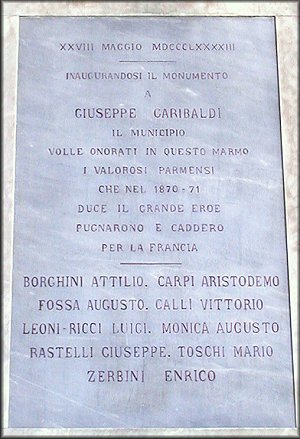 XXVIII MAGGIO MDCCCLXXXXIII
INAUGURANDOSI IL MONUMENTO
A
GIUSEPPE GARIBALDI
IL MUNICIPIO
VOLLE ONORATI IN QUESTO MARMO
I VALOROSI PARMENSI
CHE NEL 1870-71
DUCE IL GRANDE EROE
PUGNARONO E CADDERO
PER LA FRANCIA
BORGHINI ATTILIO. CARPI ARISTODEMO
FOSSA AUGUSTO. CALLI VITTORIO
LEONI-RICCI LUIGI. MONICA AUGUSTO
RASTELLI GIUSEPPE. TOSCHI MARIO
ZERBINI ENRICO